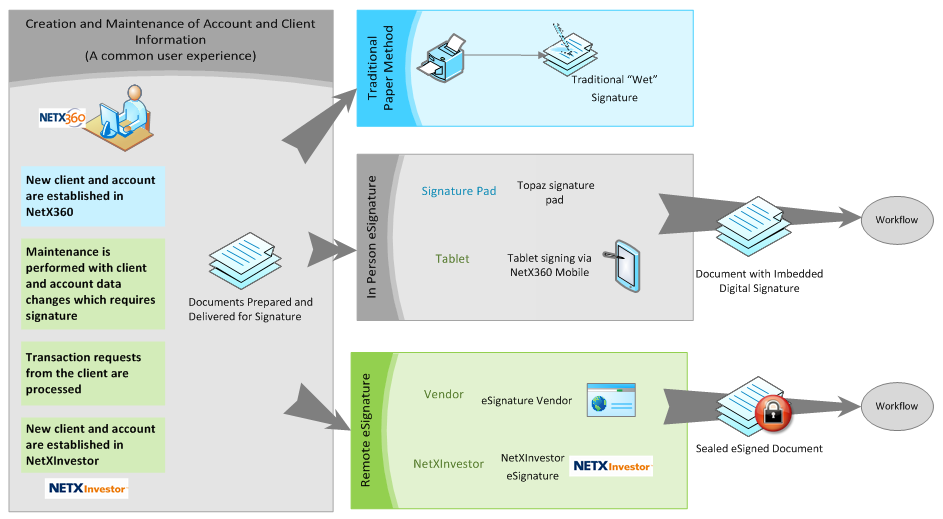 Creation and Maintenance of Account and Client
Information
(A common user experience)
NETX360
New client and account
are established in
NetX360
Maintenance is
performed with client
and account data
changes which requires
signature
Transaction requests
from the client are
processed
New client and account
are established in
NetXInvestor
NETXInvestor
Documents Prepared and
Delivered for Signature
Traditional
Paper Method
Traditional “Wet”
Signature
In Person eSignature
Signature Pad
Topaz signature
pad
Tablet
Tablet signing via
NetX360 Mobile
Document with Imbedded
Digital Signature
Workflow
Remote eSignature
Vendor
eSignature Vendor
NetXInvestor
NetXInvestor
eSignature
NETXInvestor
Sealed eSigned Document
Workflow